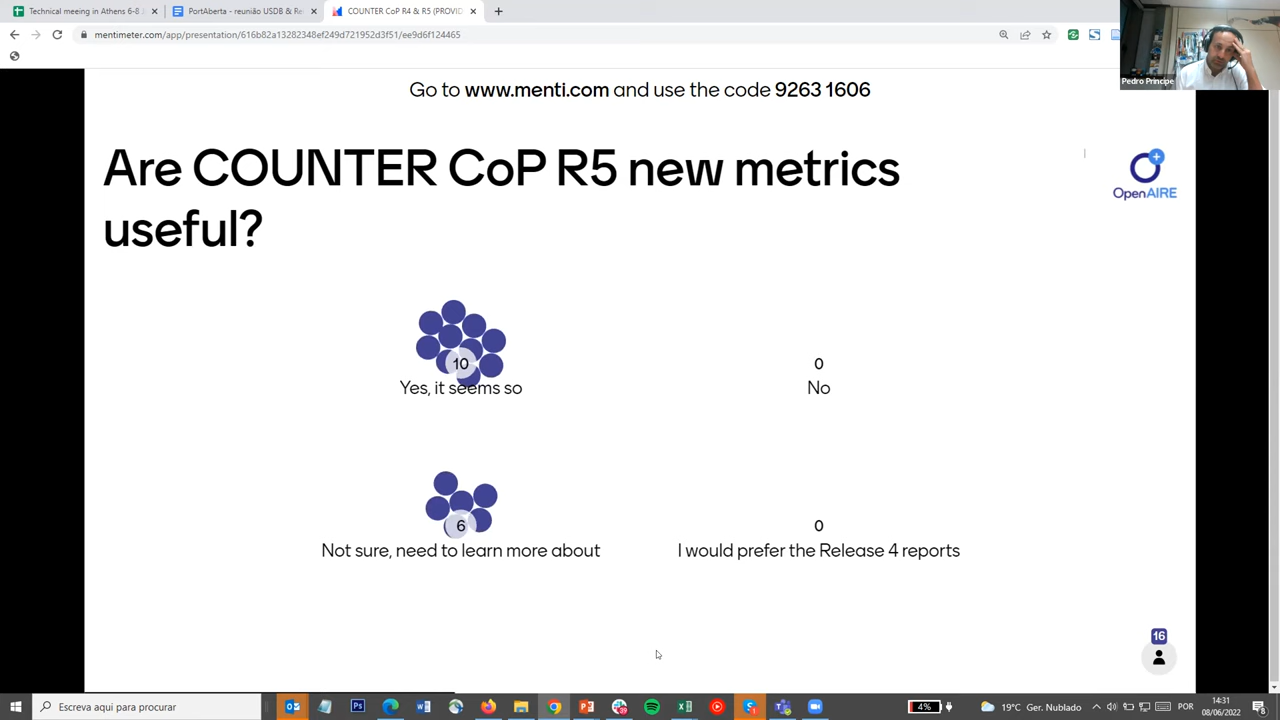 Technical meeing in Athens 6-8
PortAberta - reunião USDB & Re
COUNTER CoP R4 & R5 (PROVID
mentimeter.com/app/presentation/616b82a13282348ef249d721952d3f51/ee9d6f124465
Pedro Principe
Go to www.menti.com and use the code 9263 1606
Are COUNTER CoP R5 new metrics
useful?
OpenAIRE
10
Yes, it seems so
0
No
6
Not sure, need to learn more about
0
I would prefer the Release 4 reports
16
Escreva aqui para procurar
4%
19°C Ger. Nublado
POR
14:31
08/06/2022
8